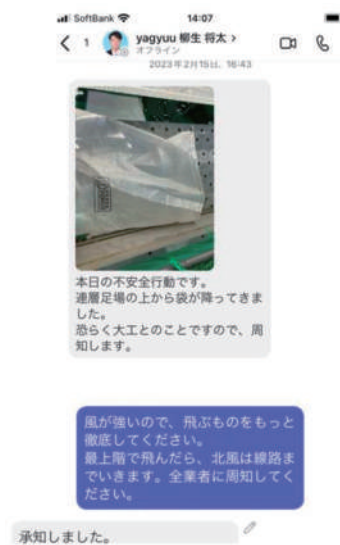 SoftBank 14:07
1 yagyuu 柳生 将太
オフライン
2023年2月15日、16:43
本日の不安全行動です。
連層足場の上から袋が降ってきま
した。
恐らく大工とのことですので、周
知します。
風が強いので、飛ぶものをもっと
徹底してください。
最上階で飛んだら、北風は線路ま
でいきます。全業者に周知してく
ださい。
承知しました。